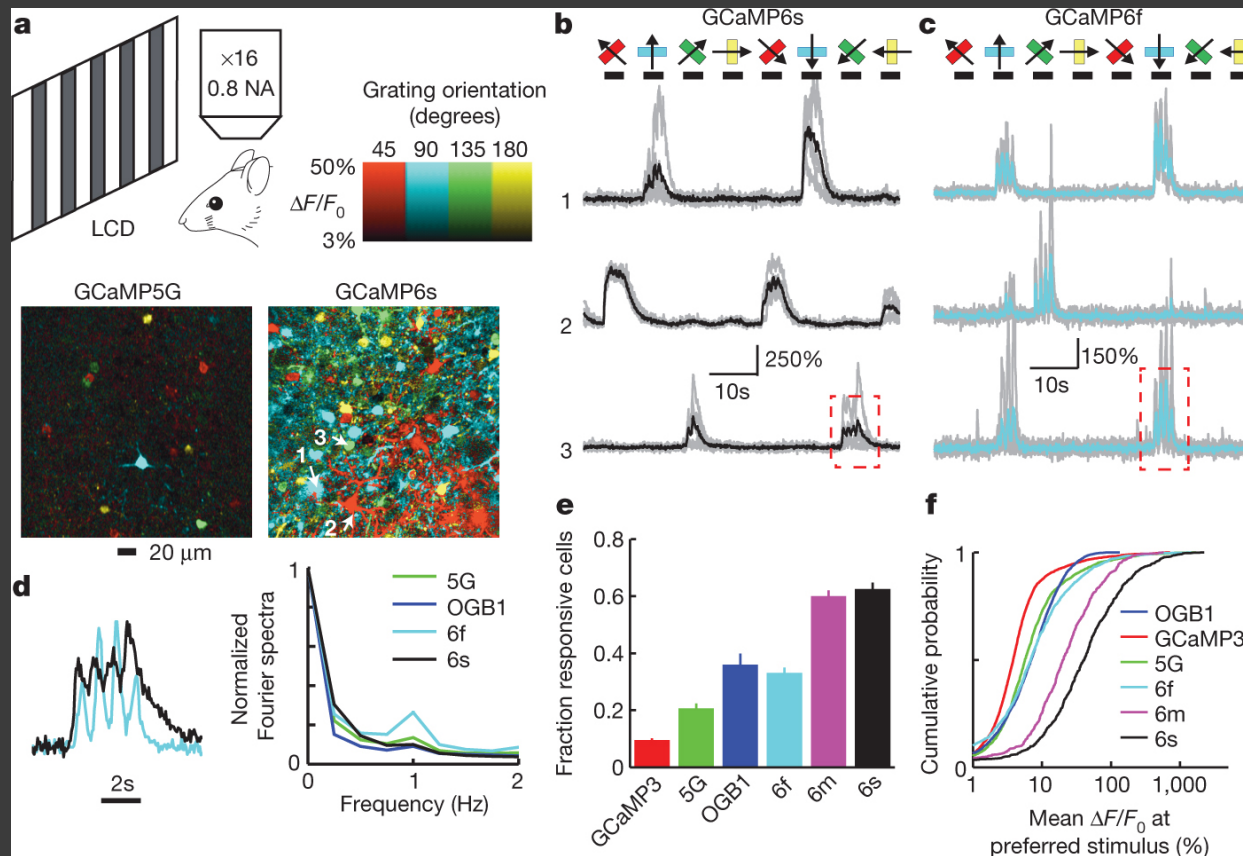 a
×16
0.8 NA
LCD
Grating orientation
(degrees)
45 90 135 180
50%
ΔF/F0
3%
GCaMP5G
GCaMP6s
3
1
2
20 μm
b
GCaMP6s
1
2
3
250%
10s
c
GCaMP6f
150%
10s
d
2s
Normalized
Fourier spectra
1
0
5G
OGB1
6f
6s
0 1 2
Frequency (Hz)
e
Fraction responsive cells
0.8
0.6
0.4
0.2
0
GCaMP3
5G
OGB1
6f
6m
6s
f
Cumulative probability
1
0
OGB1
GCaMP3
5G
6f
6m
6s
1 10 100 1,000
Mean ΔF/F0 at
preferred stimulus (%)